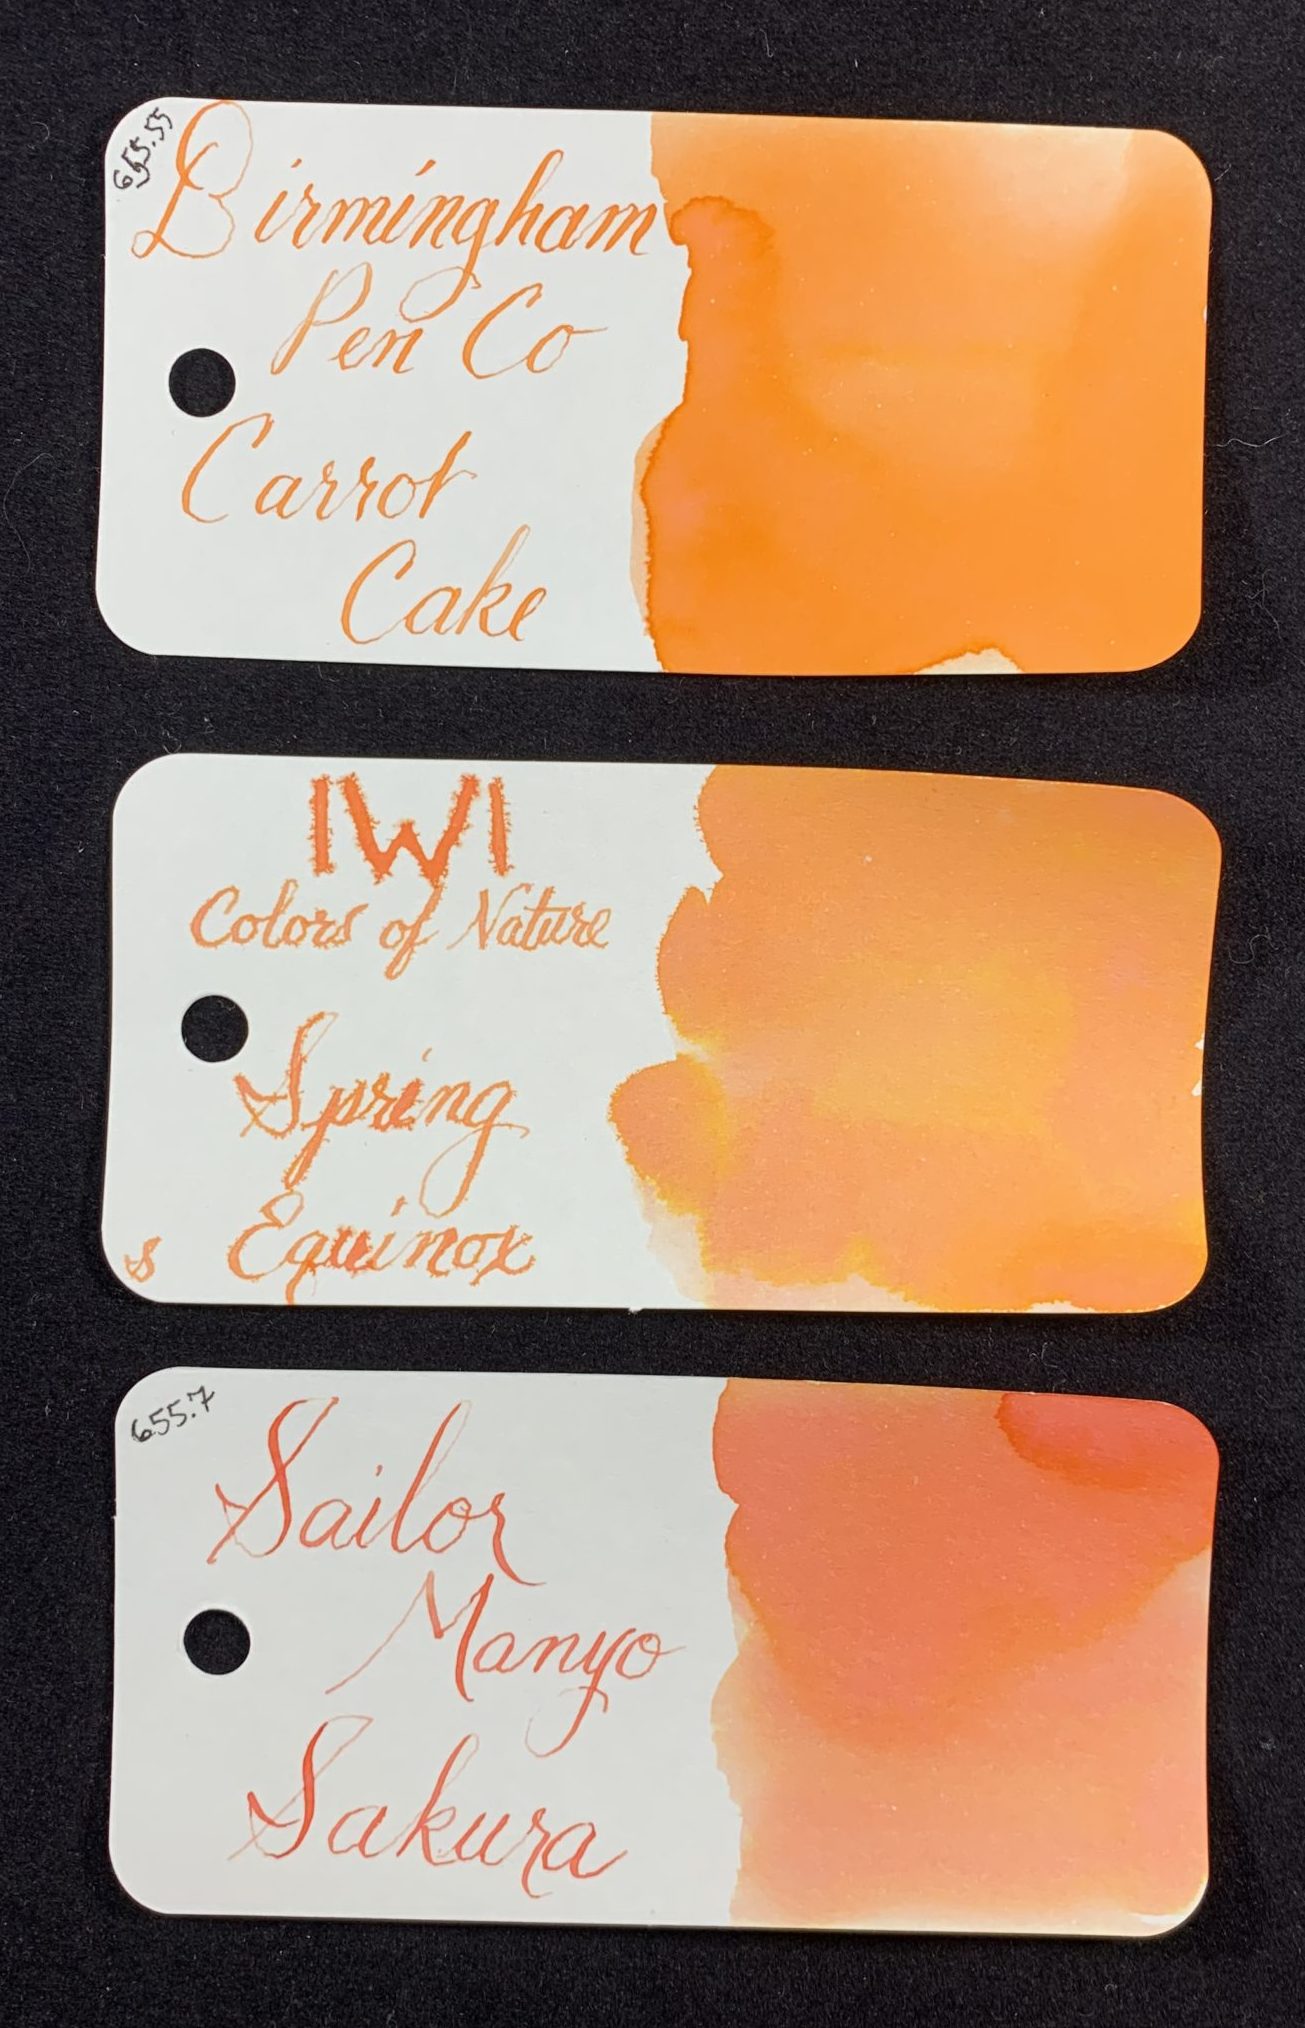 655.55
Birmingham
Pen Co
Carrot
Cake
IWI
Colors of Nature
Spring
Equinox
S
655.7
Sailor
Manyo
Sakura